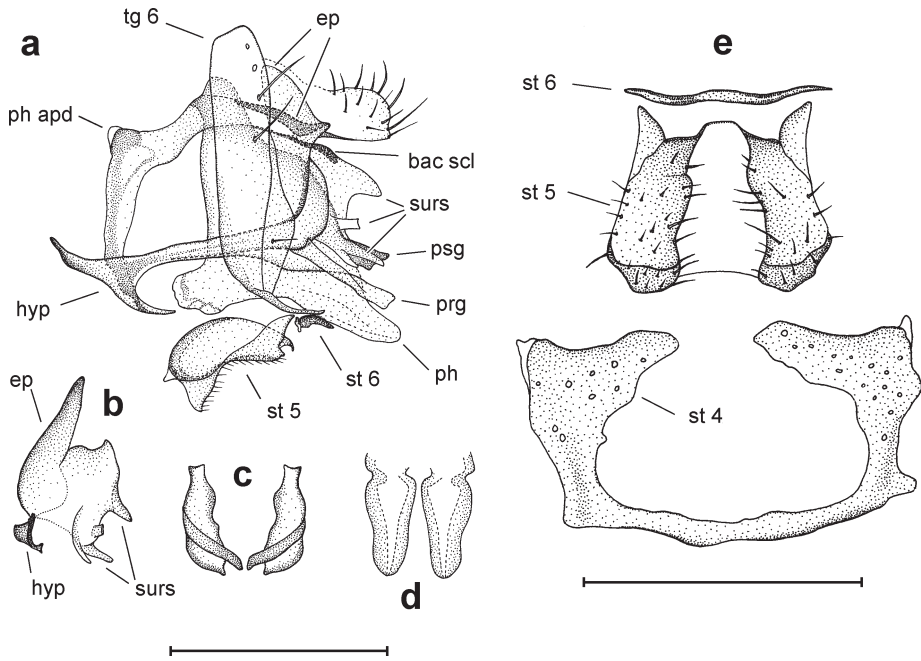 a
tg 6
ep
ph apd
bac scl
surs
psg
prg
hyp
ph
st 6
st 5
ep
b
hyp
surs
c
d
e
st 6
st 5
st 4